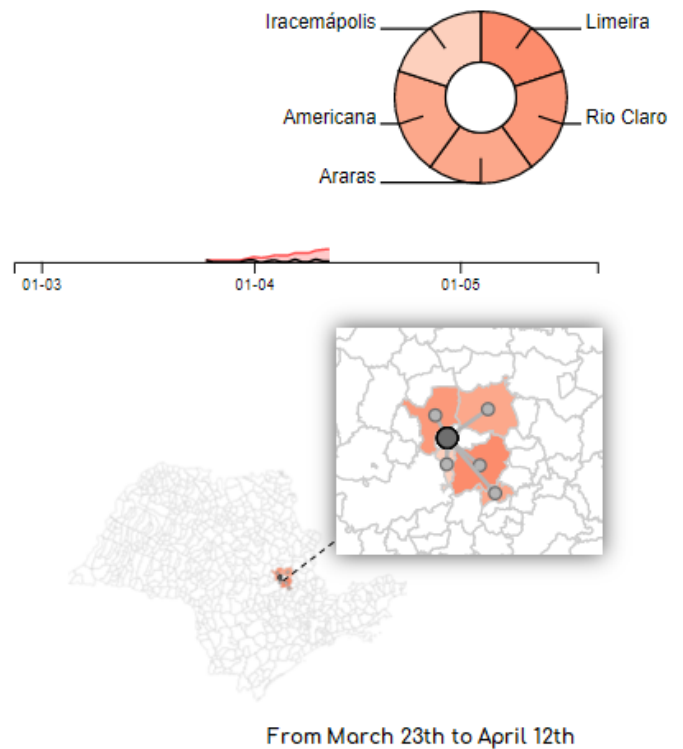 Iracemápolis
Limeira
Americana
Rio Claro
Araras
01-03
01-04
01-05
From March 23th to April 12th